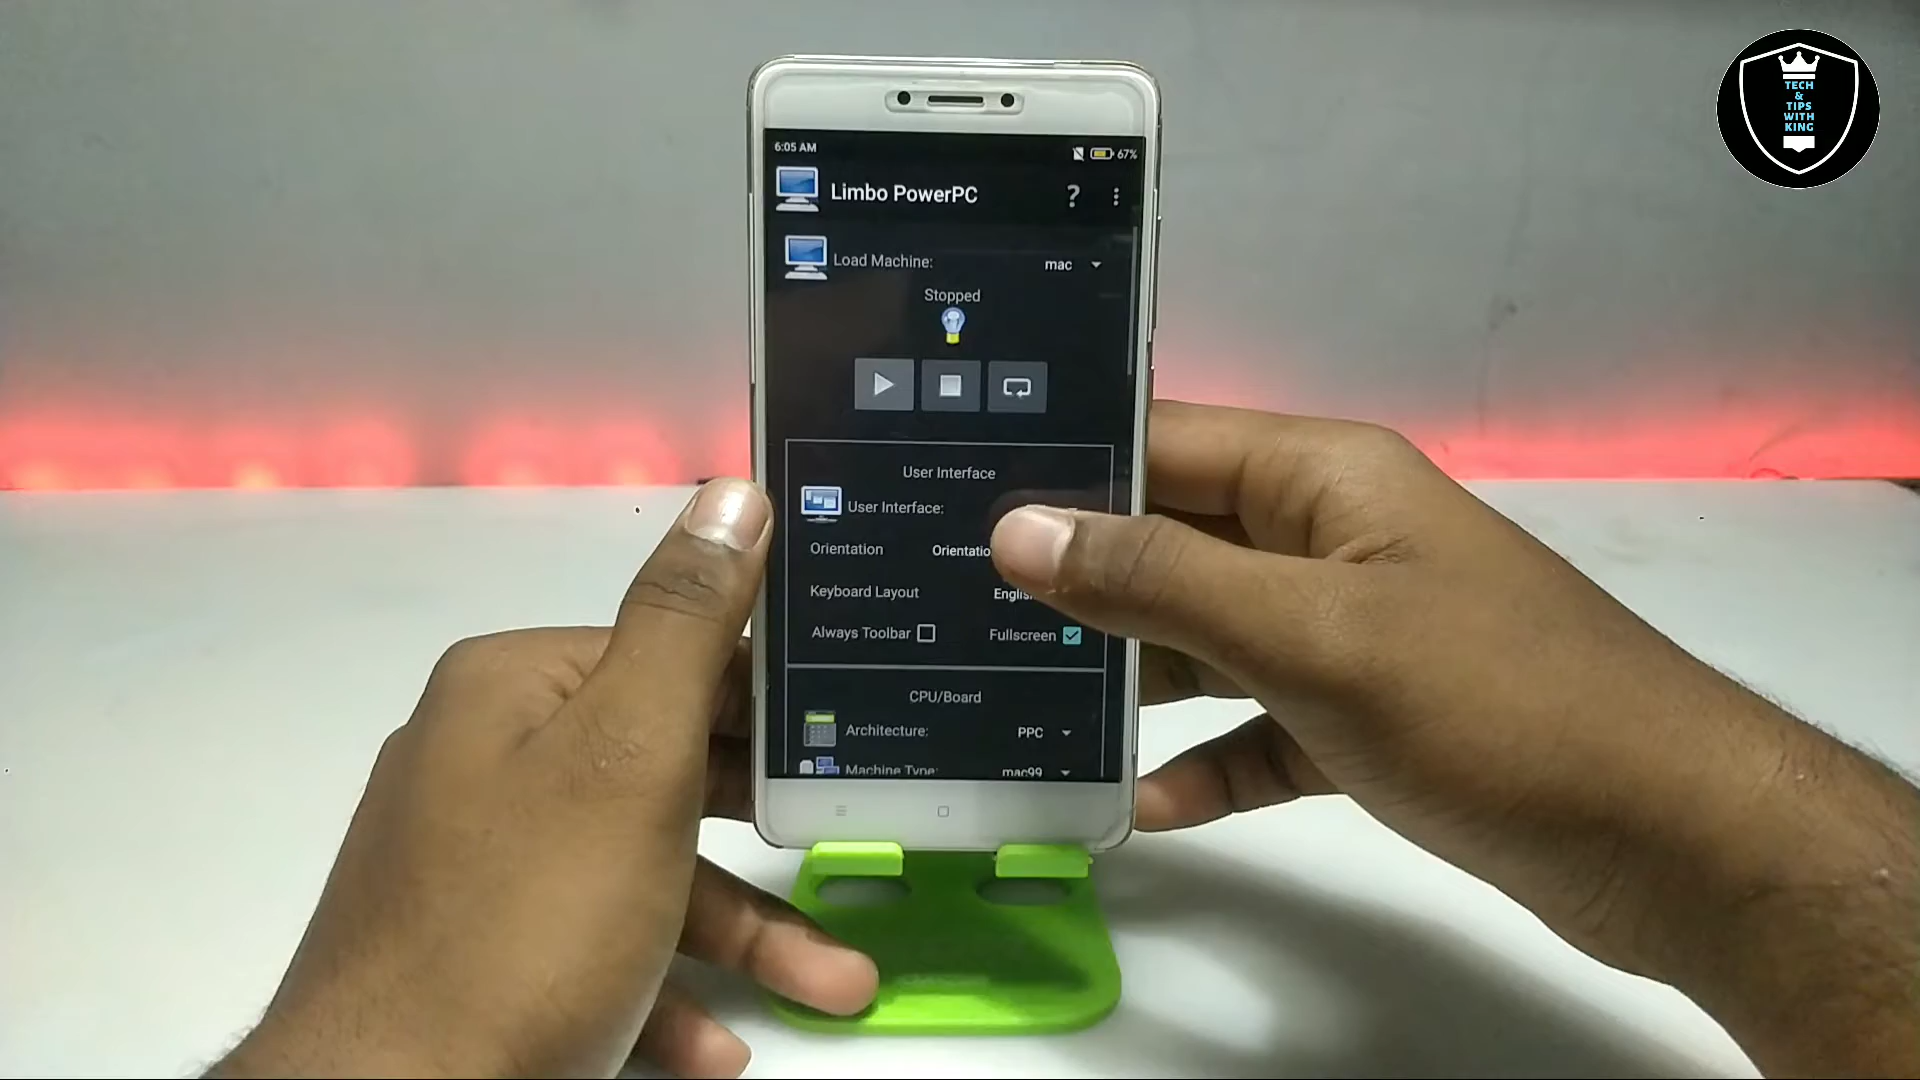 TECH
&
TIPS
WITH
KING
6:05 AM
67%
Limbo PowerPC
?
Load Machine:
mac
Stopped
User Interface
User Interface:
Orientation
Keyboard Layout
Always Toolbar
Fullscreen
CPU/Board
Architecture:
PPC
Machine Type:
mac99